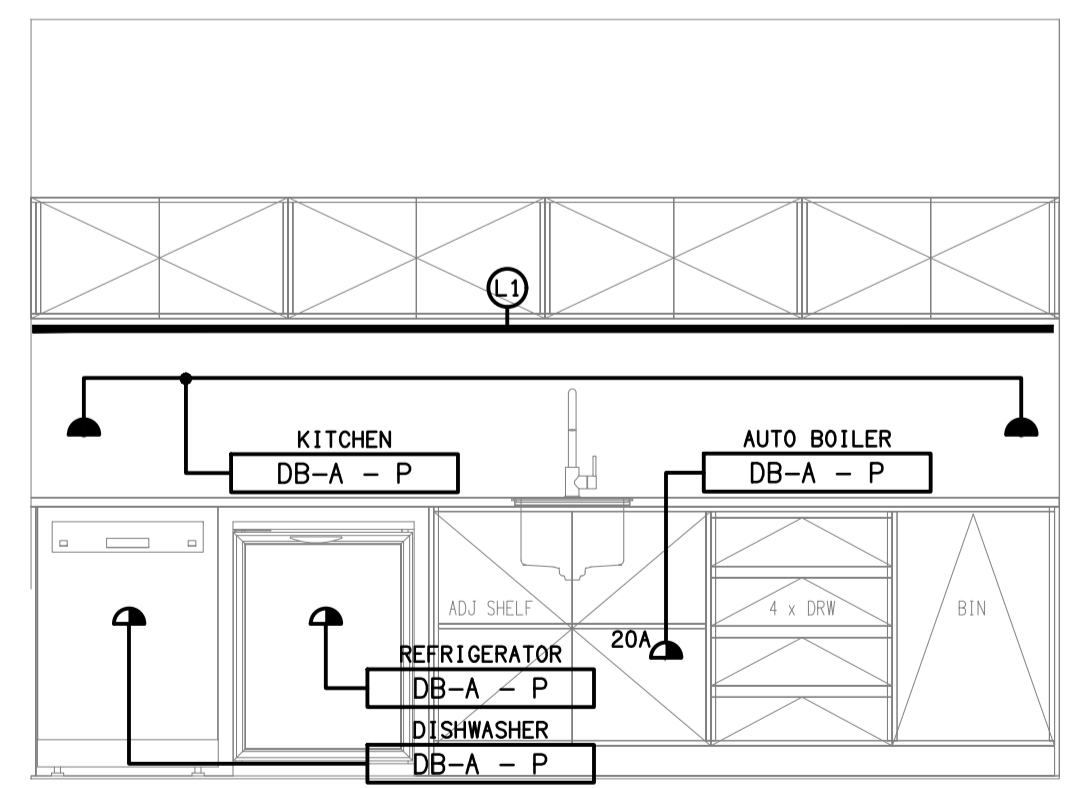 L1
KITCHEN
DB-A - P
AUTO BOILER
DB-A - P
ADJ SHELF
4 x DRW
BIN
20A
REFRIGERATOR
DB-A - P
DISHWASHER
DB-A - P